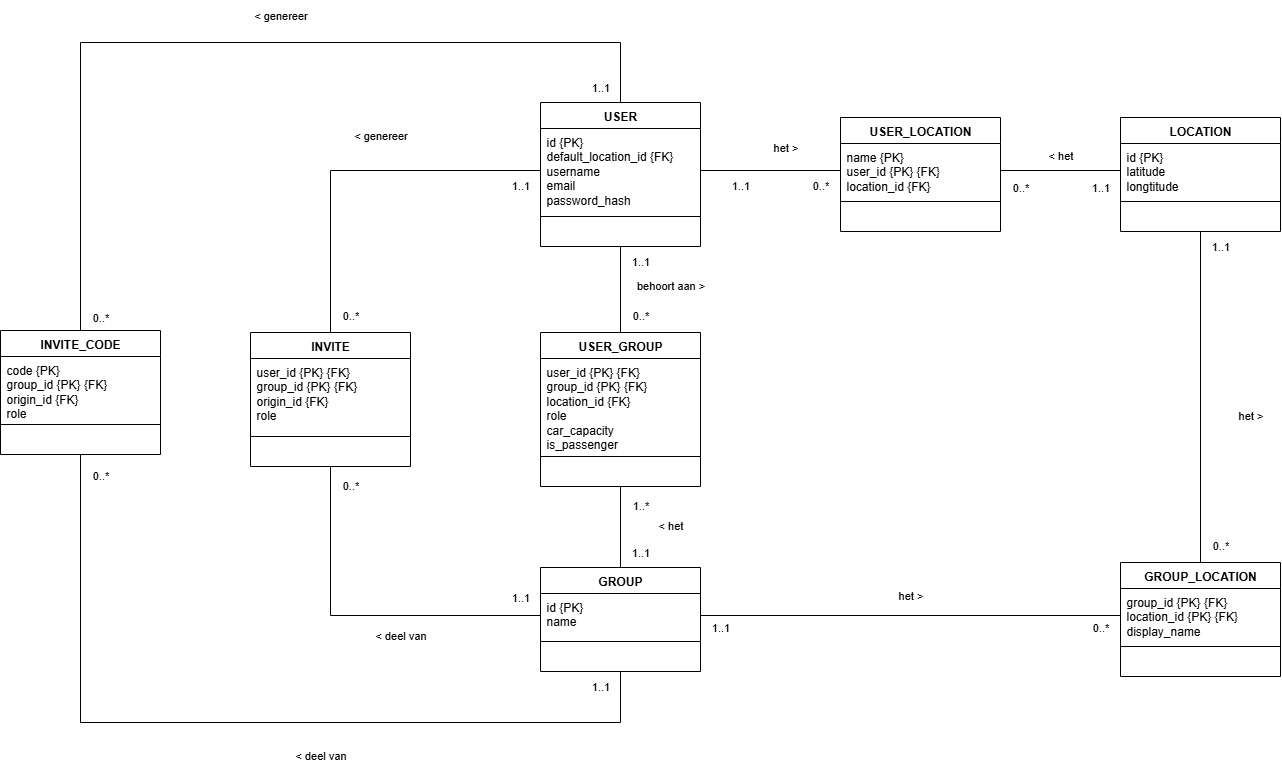 < genereer
1..1
USER
id {PK}
default_location_id {FK}
username
email
password_hash
< genereer
1..1
het >
1..1
0..*
USER_LOCATION
name {PK}
user_id {PK} {FK}
location_id {FK}
< het
0..*
1..1
LOCATION
id {PK}
latitude
longtitude
1..1
1..1
behoort aan >
0..*
0..*
0..*
INVITE_CODE
code {PK}
group_id {PK} {FK}
origin_id {FK}
role
0..*
INVITE
user_id {PK} {FK}
group_id {PK} {FK}
origin_id {FK}
role
0..*
USER_GROUP
user_id {PK} {FK}
group_id {PK} {FK}
location_id {FK}
role
car_capacity
is_passenger
het >
1..*
< het
1..1
0..*
GROUP
id {PK}
name
1..1
< deel van
het >
1..1
0..*
GROUP_LOCATION
group_id {PK} {FK}
location_id {PK} {FK}
display_name
1..1
< deel van